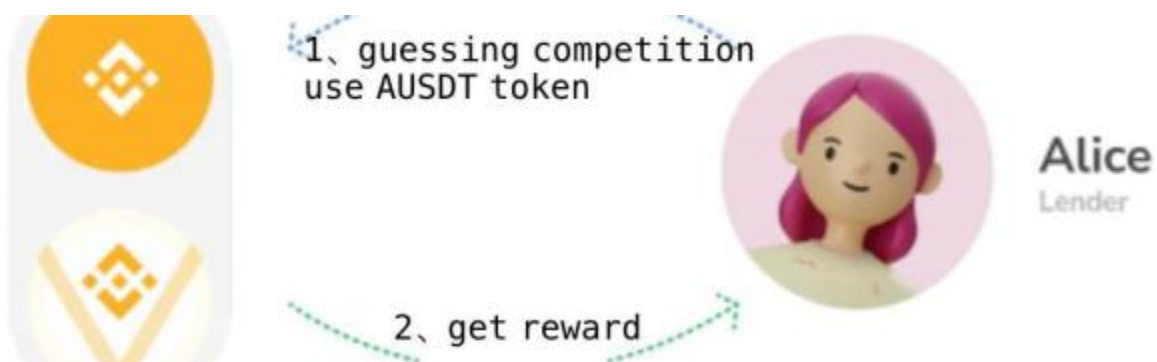 1、guessing competition
use AUSDT token
Alice
Lender
2、get reward